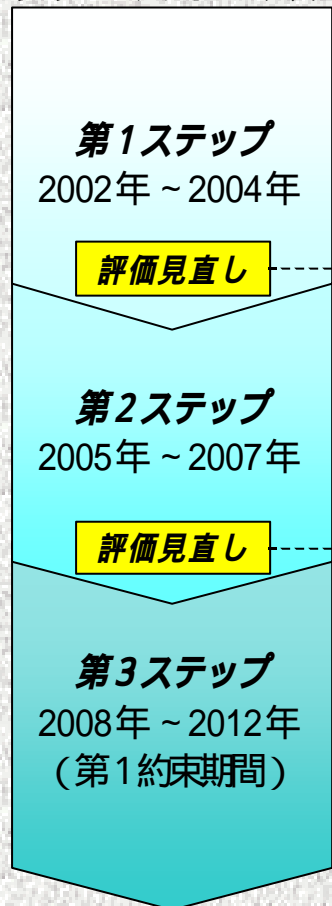 第1ステップ
2002年～2004年
評価見直し
第2ステップ
2005年～2007年
評価見直し
第3ステップ
2008年～2012年
(第1約束期間)